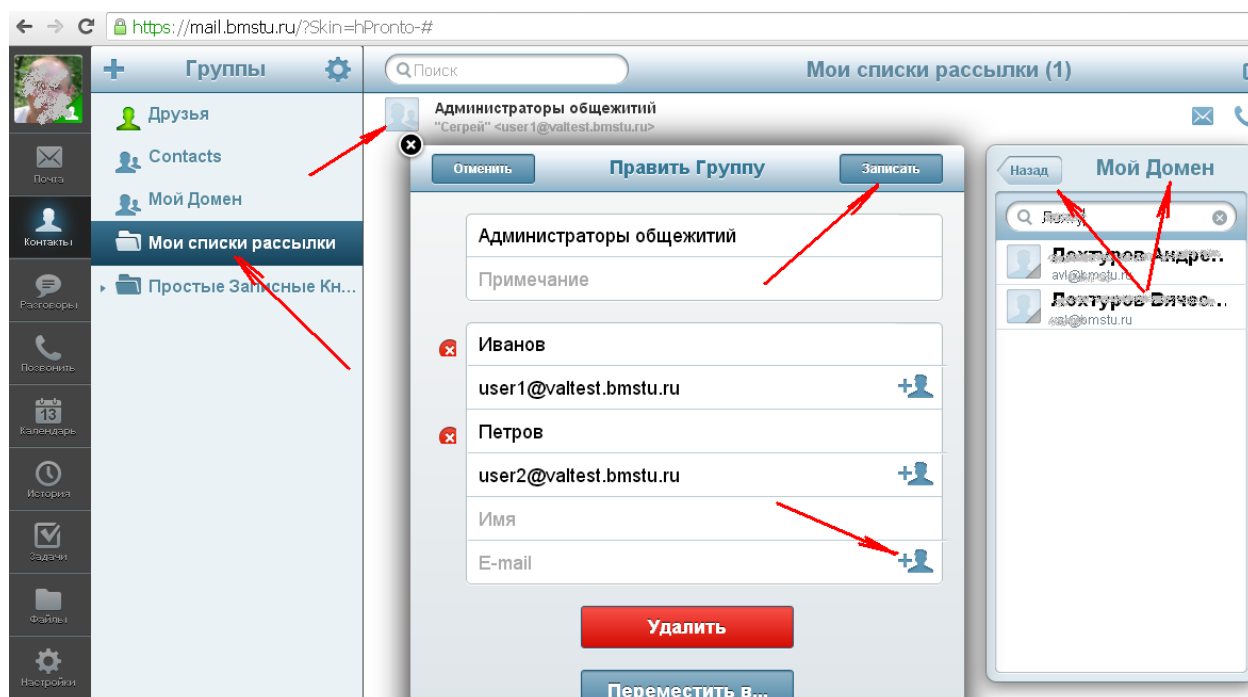 https://mail.bmstu.ru/?Skin=hPronto-#
Группы
Поиск
Мои списки рассылки (1)
Друзья
Contacts
Мой Домен
Мои списки рассылки
Простые Записные Кн...
Почта
Контакты
Разговоры
Позвонить
13
Календарь
История
Задачи
Файлы
Настройки
Администраторы общежитий
"Сергей" <user1@valtest.bmstu.ru>
Отменить
Править Группу
Записать
Администраторы общежитий
Примечание
Иванов
user1@valtest.bmstu.ru
Петров
user2@valtest.bmstu.ru
Имя
E-mail
Удалить
Переместить в...
Назад
Мой Домен